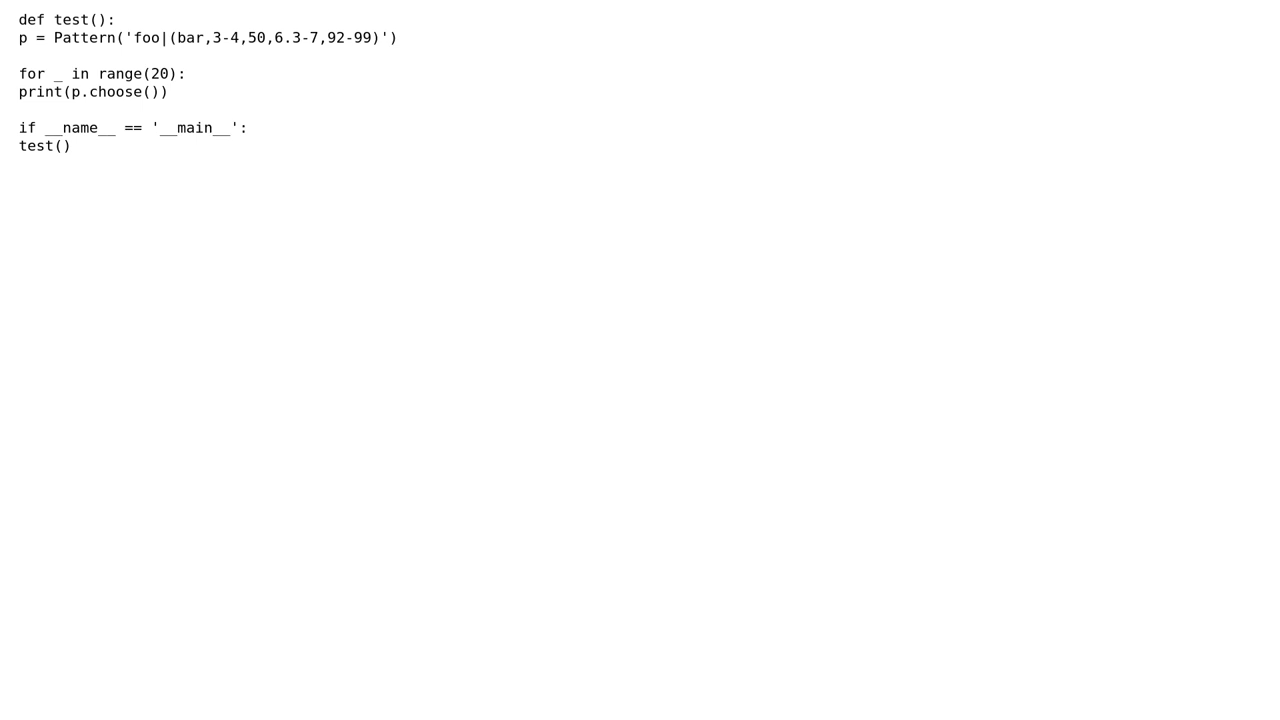 def test():
p = Pattern('foo|(bar,3-4,50,6.3-7,92-99)')

for _ in range(20):
print(p.choose())

if __name__ == '__main__':
test()